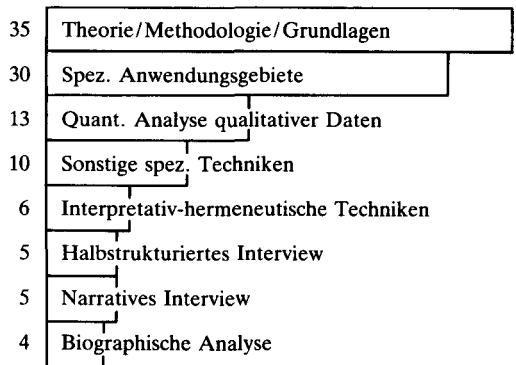 35 Theorie/Methodologie/Grundlagen
30 Spez. Anwendungsgebiete
13 Quant. Analyse qualitativer Daten
10 Sonstige spez. Techniken
6 Interpretativ-hermeneutische Techniken
5 Halbstrukturiertes Interview
5 Narratives Interview
4 Biographische Analyse